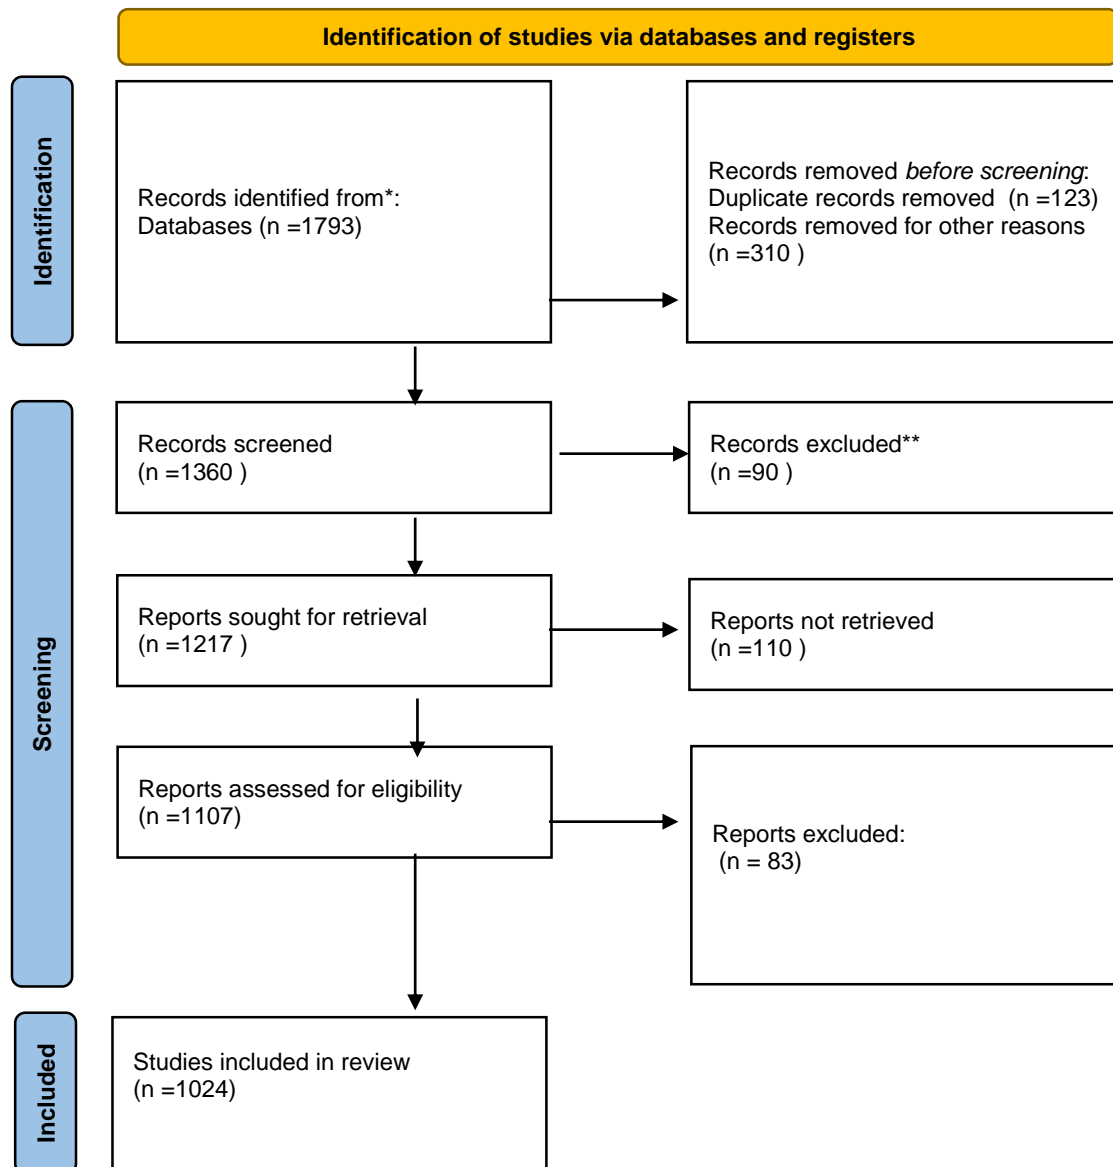 Identification of studies via databases and registers
Identification
Records identified from*:
Databases (n =1793)
Records removed before screening:
Duplicate records removed  (n =123)
Records removed for other reasons
(n =310 )
Screening
Records screened
(n =1360 )
Records excluded**
(n =90 )
Reports sought for retrieval
(n =1217 )
Reports not retrieved
(n =110 )
Reports assessed for eligibility
(n =1107)
Reports excluded:
(n = 83)
Included
Studies included in review
(n =1024)